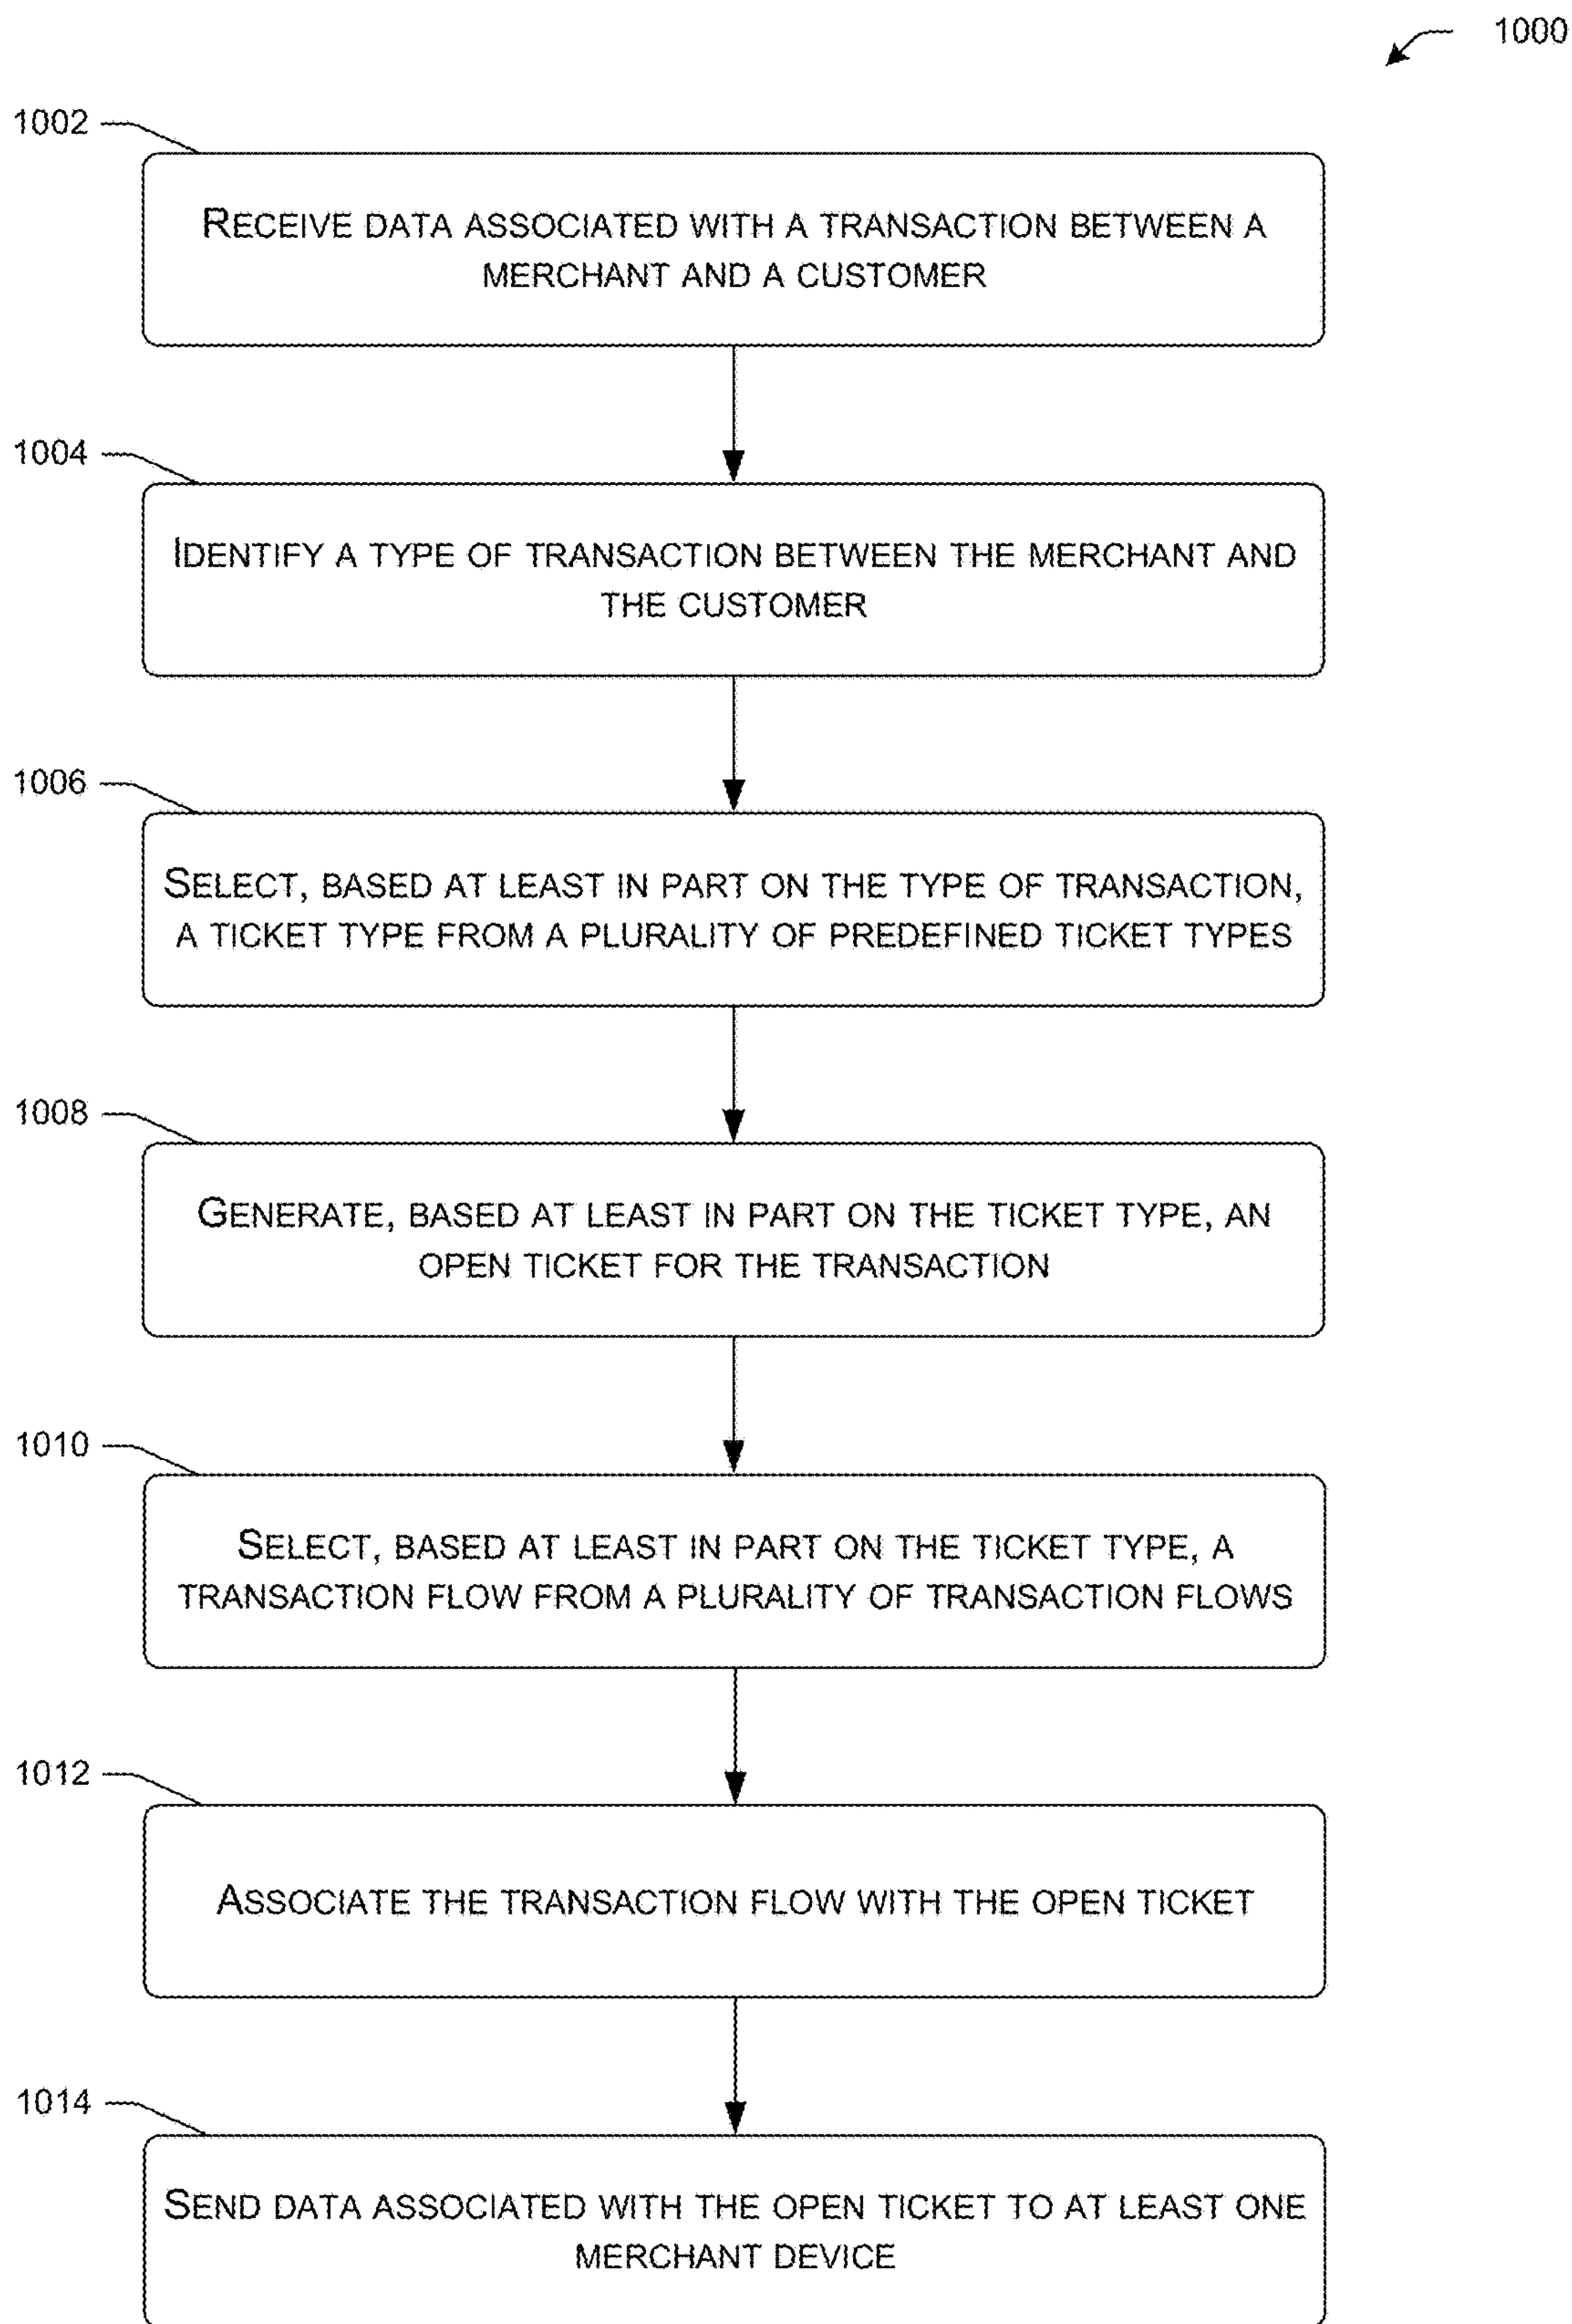 1000
1002
RECEIVE DATA ASSOCIATED WITH A TRANSACTION BETWEEN A
MERCHANT AND A CUSTOMER
1004
IDENTIFY A TYPE OF TRANSACTION BETWEEN THE MERCHANT AND
THE CUSTOMER
1006
SELECT, BASED AT LEAST IN PART ON THE TYPE OF TRANSACTION,
A TICKET TYPE FROM A PLURALITY OF PREDEFINED TICKET TYPES
1008
GENERATE, BASED AT LEAST IN PART ON THE TICKET TYPE, AN
OPEN TICKET FOR THE TRANSACTION
1010
SELECT, BASED AT LEAST IN PART ON THE TICKET TYPE, A
TRANSACTION FLOW FROM A PLURALITY OF TRANSACTION FLOWS
1012
ASSOCIATE THE TRANSACTION FLOW WITH THE OPEN TICKET
1014
SEND DATA ASSOCIATED WITH THE OPEN TICKET TO AT LEAST ONE
MERCHANT DEVICE